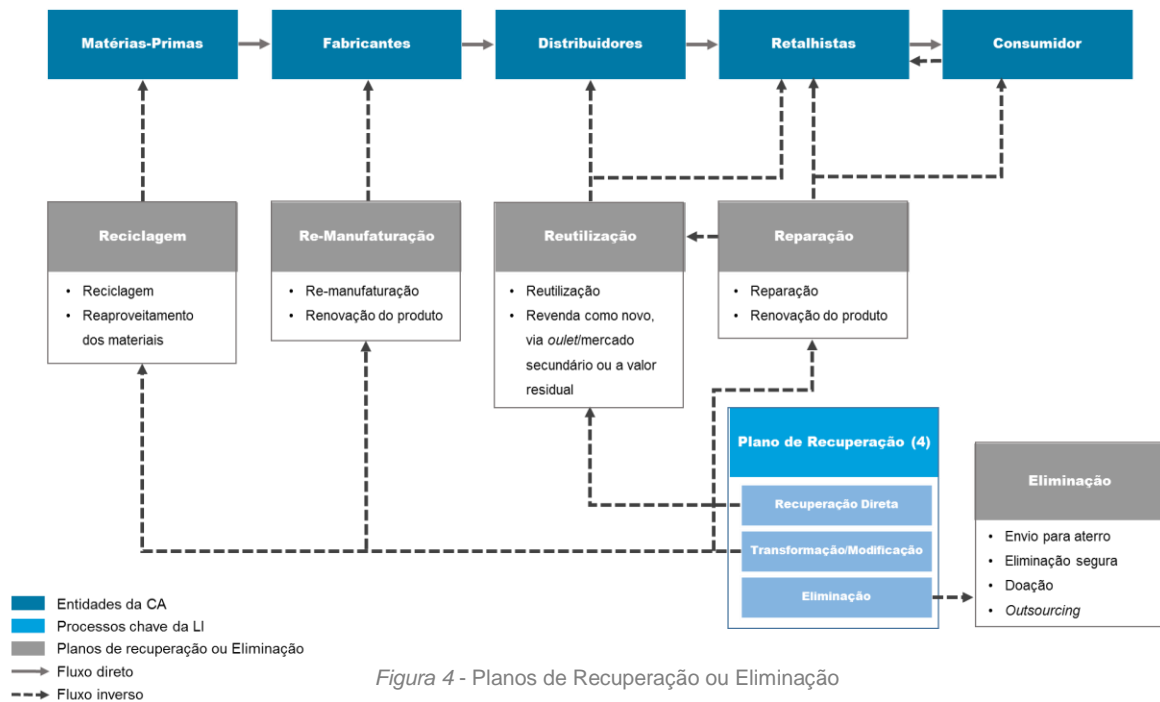 Matérias-Primas
Fabricantes
Distribuidores
Retalhistas
Consumidor
Reciclagem
• Reciclagem
• Reaproveitamento
dos materiais
Re-Manufaturação
• Re-manufaturação
• Renovação do produto
Reutilização
• Reutilização
• Revenda como novo,
via oulet/mercado
secundário ou a valor
residual
Reparação
• Reparação
• Renovação do produto
Plano de Recuperação (4)
Recuperação Direta
Transformação/Modificação
Eliminação
Eliminação
• Envio para aterro
• Eliminação segura
• Doação
• Outsourcing
Entidades da CA
Processos chave da LI
Planos de recuperação ou Eliminação
Fluxo direto
Fluxo inverso
Figura 4 - Planos de Recuperação ou Eliminação